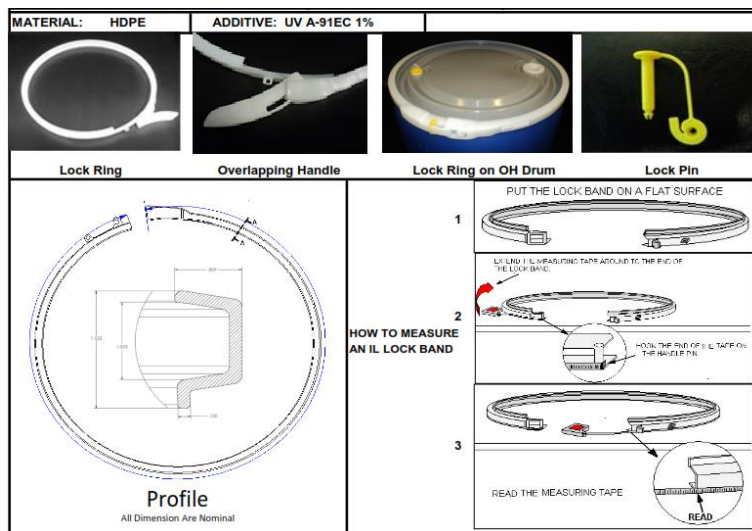 MATERIAL: HDPE
ADDITIVE: UV A-91EC 1%
Lock Ring
Overlapping Handle
Lock Ring on OH Drum
Lock Pin
A
A
Profile
All Dimension Are Nominal
HOW TO MEASURE
AN IL LOCK BAND
1
PUT THE LOCK BAND ON A FLAT SURFACE
2
EXTEND THE MEASURING TAPE AROUND TO THE END OF
THE LOCK BAND.
HOOK THE END OF THE TAPE ON
THE HANDLE PIN.
3
READ THE MEASURING TAPE
READ